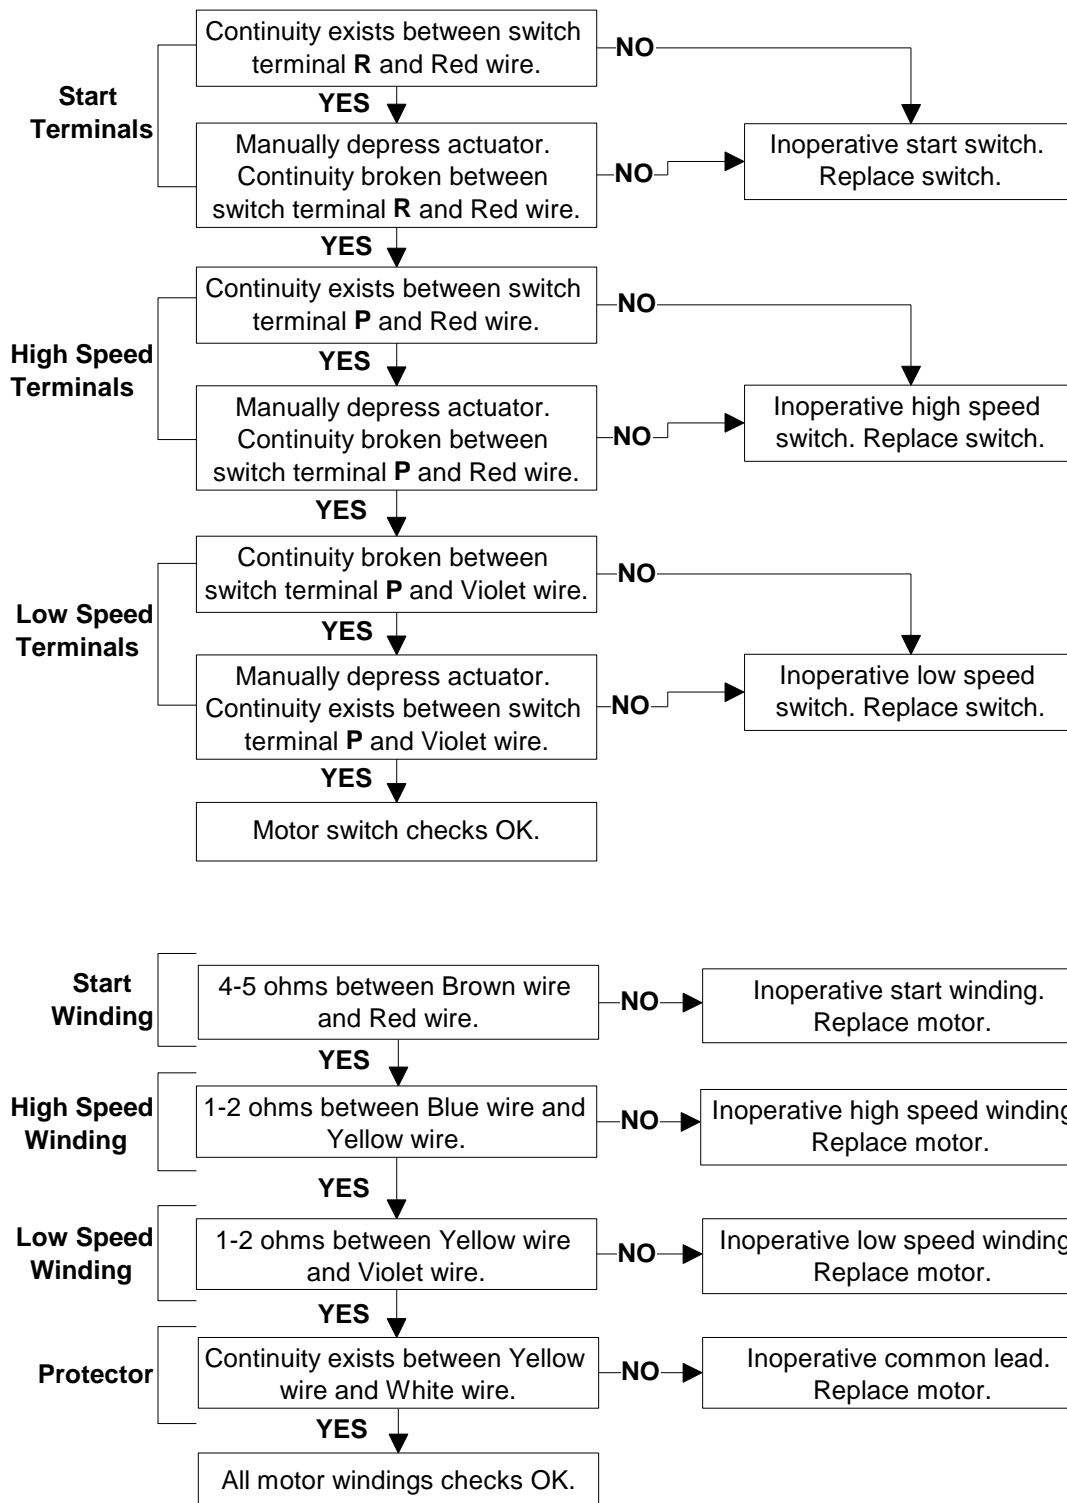 Continuity exists between switch
terminal R and Red wire.
NO
YES
Start
Terminals
Manually depress actuator.
Continuity broken between
switch terminal R and Red wire.
NO
Inoperative start switch.
Replace switch.
YES
Continuity exists between switch
terminal P and Red wire.
NO
YES
High Speed
Terminals
Manually depress actuator.
Continuity broken between
switch terminal P and Red wire.
NO
Inoperative high speed
switch. Replace switch.
YES
Continuity broken between
switch terminal P and Violet wire.
NO
YES
Low Speed
Terminals
Manually depress actuator.
Continuity exists between switch
terminal P and Violet wire.
NO
Inoperative low speed
switch. Replace switch.
YES
Motor switch checks OK.
Start
Winding
4-5 ohms between Brown wire
and Red wire.
NO
Inoperative start winding.
Replace motor.
YES
High Speed
Winding
1-2 ohms between Blue wire and
Yellow wire.
NO
Inoperative high speed winding
Replace motor.
YES
Low Speed
Winding
1-2 ohms between Yellow wire
and Violet wire.
NO
Inoperative low speed winding
Replace motor.
YES
Protector
Continuity exists between Yellow
wire and White wire.
NO
Inoperative common lead.
Replace motor.
YES
All motor windings checks OK.